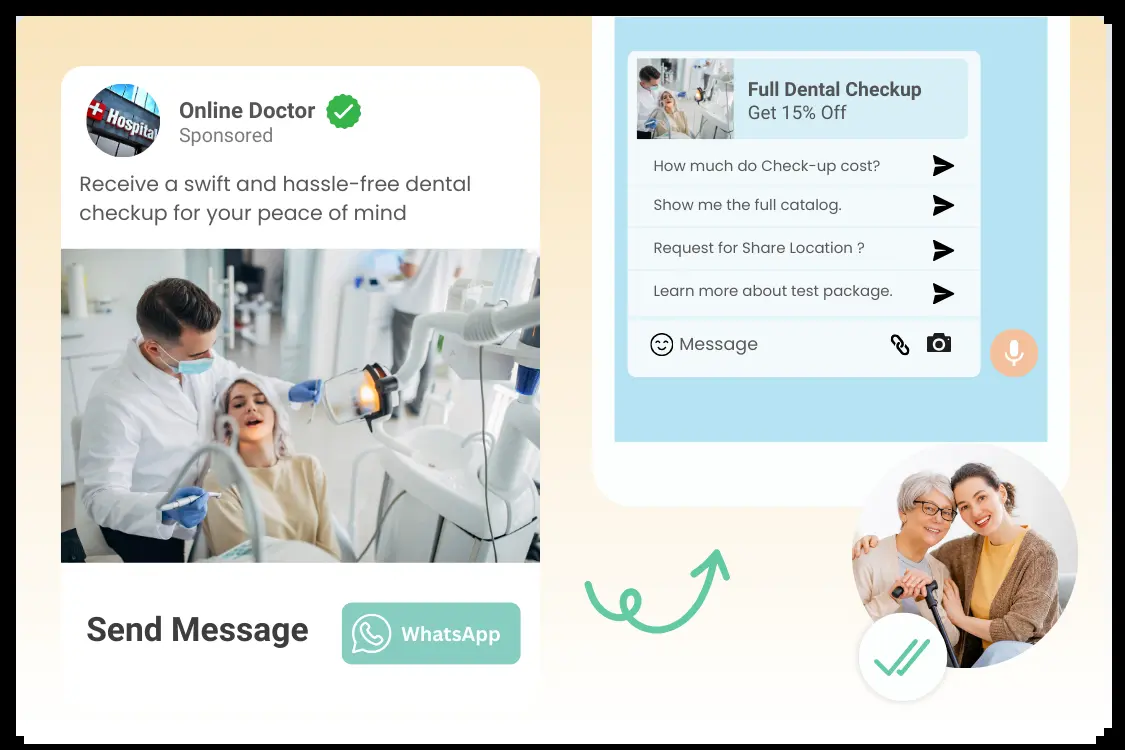 Online Doctor
Sponsored
Hospital
Receive a swift and hassle-free dental
checkup for your peace of mind
Send Message
WhatsApp
Full Dental Checkup
Get 15% Off
How much do Check-up cost?
Show me the full catalog.
Request for Share Location ?
Learn more about test package.
Message